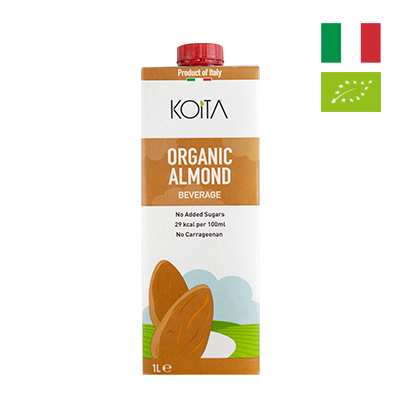 Product of Italy
KOITA
ORGANIC
ALMOND
BEVERAGE
No Added Sugars
29 kcal per 100ml
No Carrageenan
1L℮